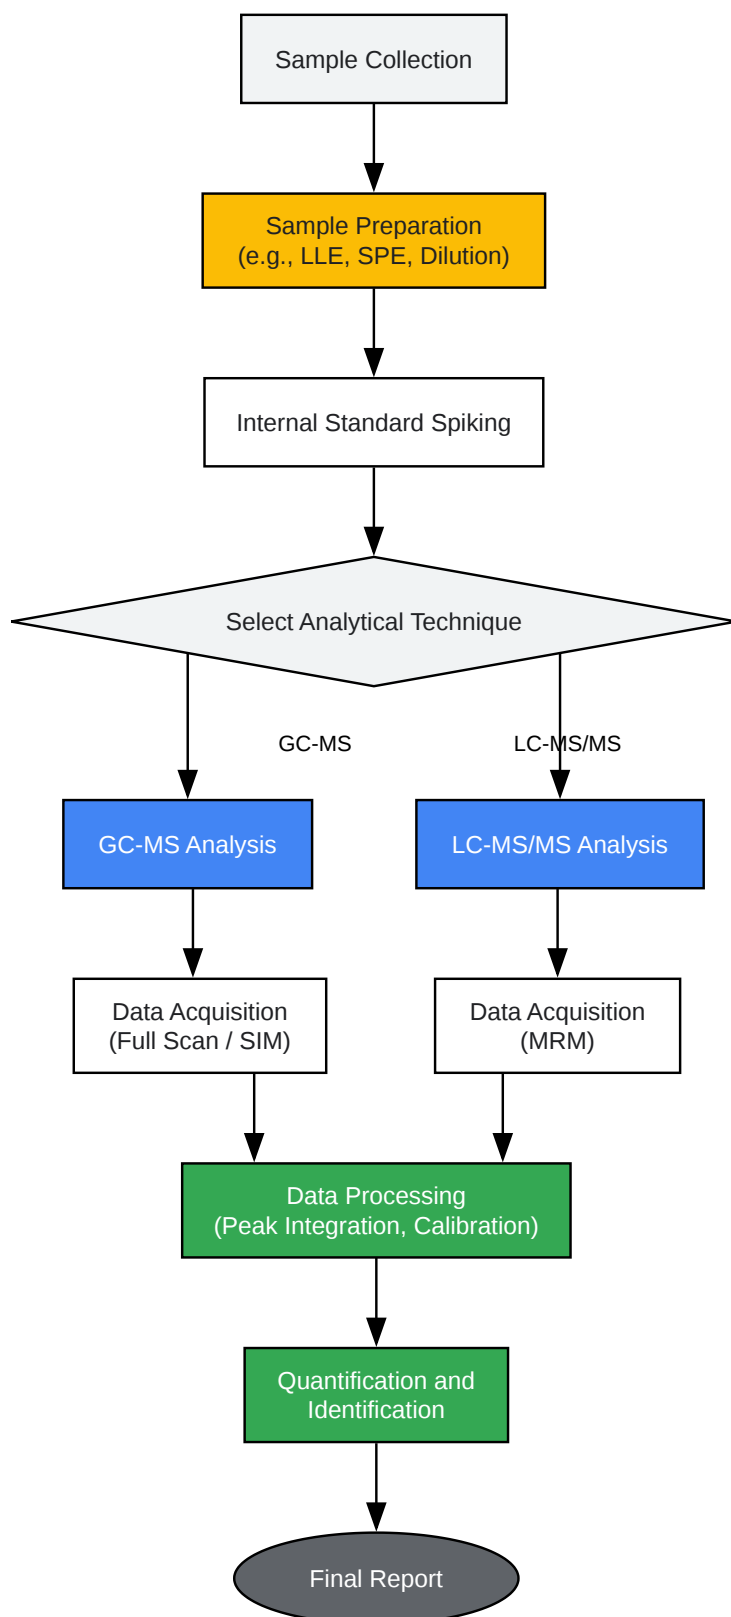 Sample Collection
Sample Preparation
(e.g., LLE, SPE, Dilution)
Internal Standard Spiking
Select Analytical Technique
GC-MS
LC-MS/MS
GC-MS Analysis
LC-MS/MS Analysis
Data Acquisition
(Full Scan / SIM)
Data Acquisition
(MRM)
Data Processing
(Peak Integration, Calibration)
Quantification and
Identification
Final Report